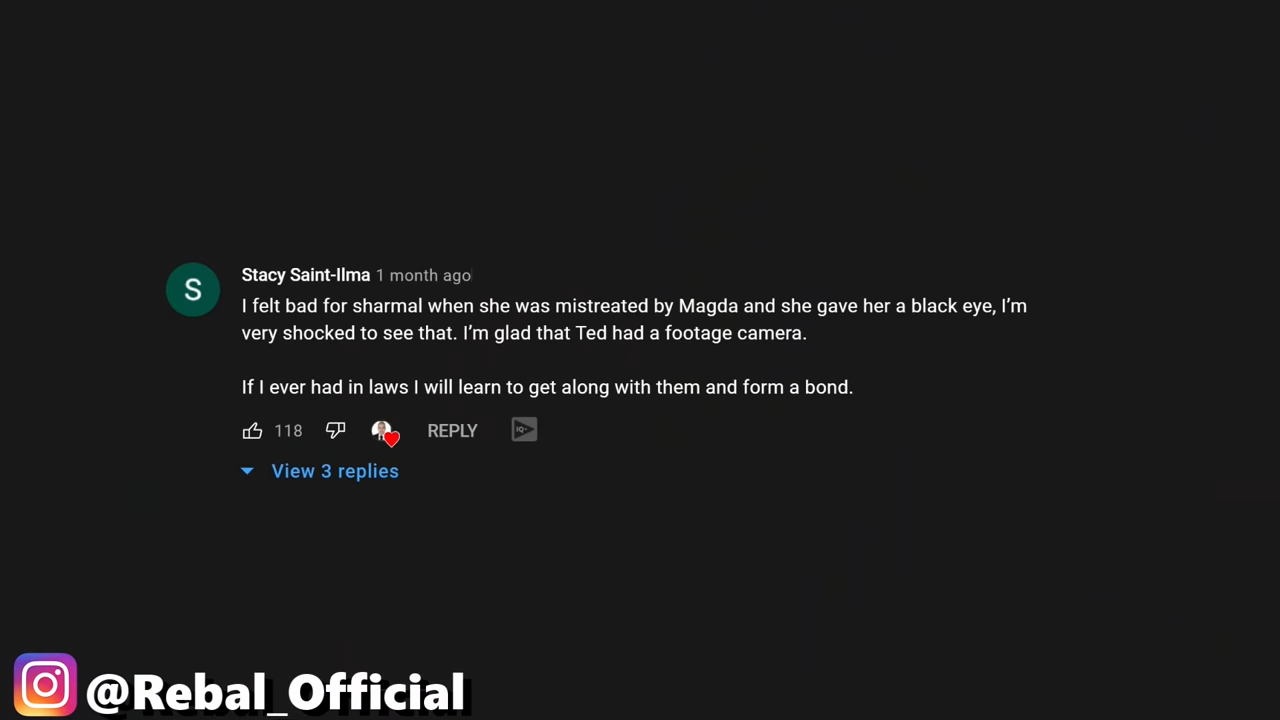 S
Stacy Saint-Ilma 1 month ago
I felt bad for sharmal when she was mistreated by Magda and she gave her a black eye, I’m
very shocked to see that. I’m glad that Ted had a footage camera.
If I ever had in laws I will learn to get along with them and form a bond.
118 REPLY IQ
View 3 replies
@Rebal_Official